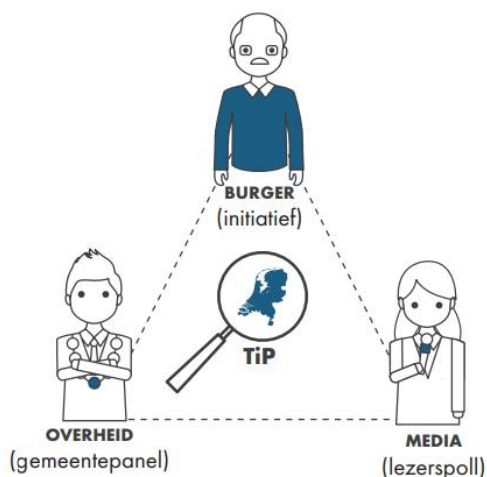 BURGER
(initiatief)
TiP
OVERHEID
(gemeentepanel)
MEDIA
(lezerspoll)